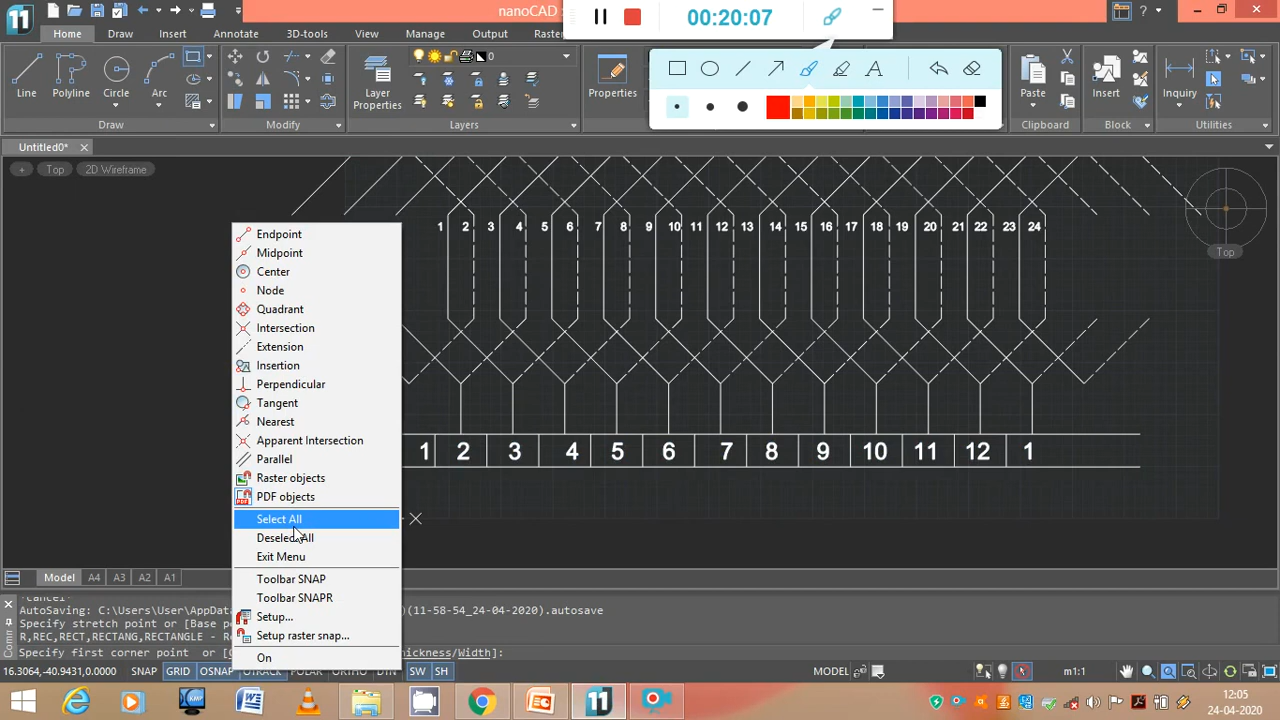 11
nanoCAD
00:20:07
Home
Draw
Insert
Annotate
3D-tools
View
Manage
Output
Line
Polyline
Circle
Arc
Draw
Modify
Layer
Properties
0
Layers
Properties
Paste
Clipboard
Insert
Block
Inquiry
Utilities
Untitled0*
+
Top
2D Wireframe
Top
1 2 3 4 5 6 7 8 9 10 11 12 13 14 15 16 17 18 19 20 21 22 23 24
1 2 3 4 5 6 7 8 9 10 11 12 1
Endpoint
Midpoint
Center
Node
Quadrant
Intersection
Extension
Insertion
Perpendicular
Tangent
Nearest
Apparent Intersection
Parallel
Raster objects
PDF objects
Select All
Deselect All
Exit Menu
Toolbar SNAP
Toolbar SNAPR
Setup...
Setup raster snap...
On
Model
A4
A3
A2
A1
AutoSaving: C:\Users\User\AppData
)(11-58-54_24-04-2020).autosave
Specify stretch point or [Base p
R,REC,RECT,RECTANG,RECTANGLE - R
Specify first corner point or [
hickness/Width]:
16.3064,-40.9431,0.0000
SNAP
GRID
OSNAP
SW
SH
MODEL
m1:1
12:05
24-04-2020